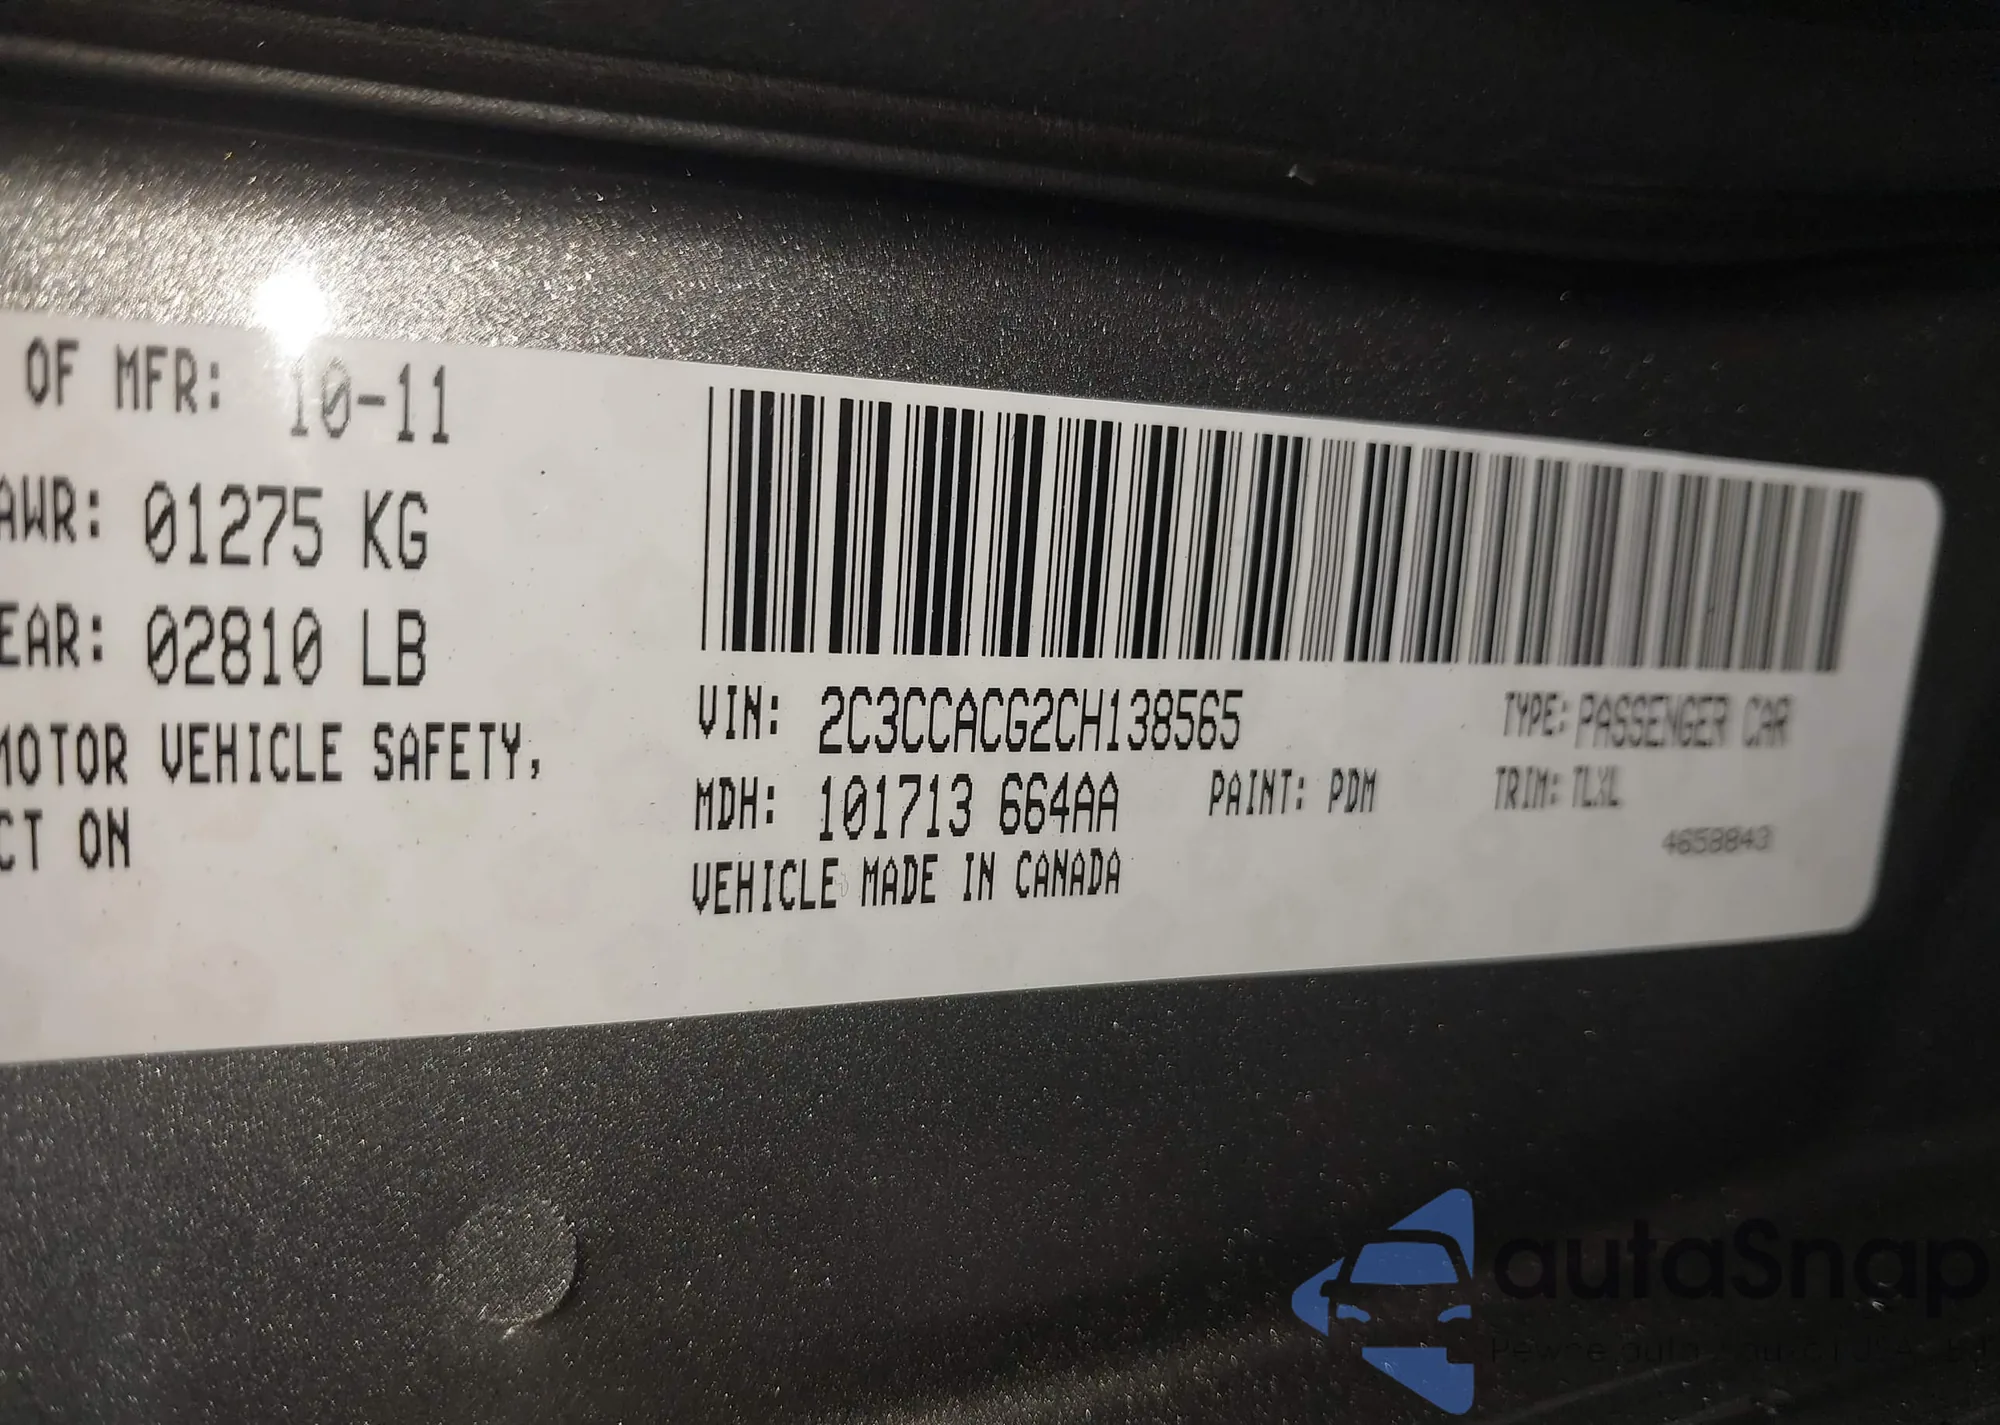 OF MFR: 10-11
AWR: 01275 KG
EAR: 02810 LB
MOTOR VEHICLE SAFETY,
CT ON
VIN: 2C3CCACG2CH138565 TYPE: PASSENGER CAR
MDH: 101713 664AA PAINT: PDM TRIM: TLXL
4658843
VEHICLE MADE IN CANADA
autaSnap